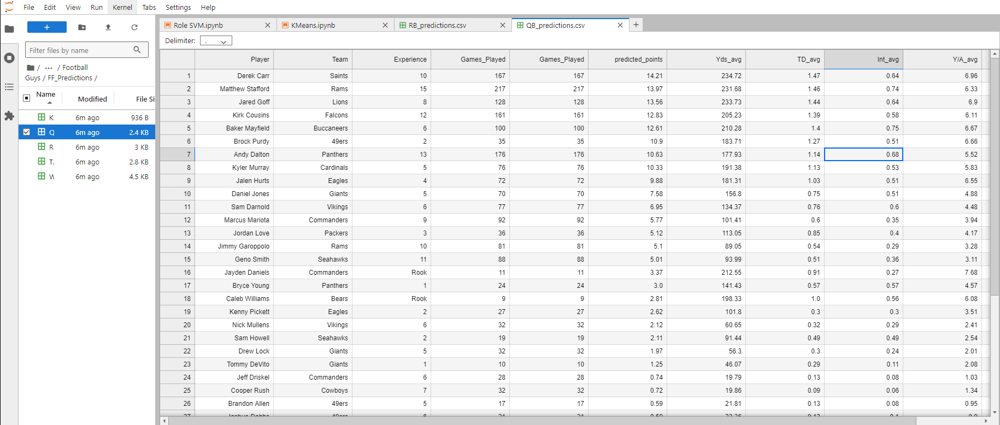 File Edit View Run Kernel Tabs Settings Help
+
Role SVM.ipynb KMeans.ipynb RB_predictions.csv QB_predictions.csv
Delimiter: ,
Filter files by name
/ ··· / Football
Guys / FF_Predictions /
Name Modified File Si
K. 6m ago 936 B
Q 6m ago 2.4 KB
R 6m ago 3 KB
T. 6m ago 2.8 KB
W 6m ago 4.5 KB
Player Team Experience Games_Played Games_Played predicted_points Yds_avg TD_avg Int_avg Y/A_avg
1 Derek Carr Saints 10 167 167 14.21 234.72 1.47 0.64 6.96
2 Matthew Stafford Rams 15 217 217 13.97 231.68 1.46 0.74 6.33
3 Jared Goff Lions 8 128 128 13.56 233.73 1.44 0.64 6.9
4 Kirk Cousins Falcons 12 161 161 12.83 205.23 1.39 0.58 6.11
5 Baker Mayfield Buccaneers 6 100 100 12.61 210.28 1.4 0.75 6.67
6 Brock Purdy 49ers 2 35 35 10.9 183.71 1.27 0.51 6.66
7 Andy Dalton Panthers 13 176 176 10.63 177.93 1.14 0.68 5.52
8 Kyler Murray Cardinals 5 76 76 10.33 191.38 1.13 0.53 5.83
9 Jalen Hurts Eagles 4 72 72 9.88 181.31 1.03 0.51 6.55
10 Daniel Jones Giants 5 70 70 7.58 156.8 0.75 0.51 4.88
11 Sam Darnold Vikings 6 77 77 6.95 134.37 0.76 0.6 4.48
12 Marcus Mariota Commanders 9 92 92 5.77 101.41 0.6 0.35 3.94
13 Jordan Love Packers 3 36 36 5.12 113.05 0.85 0.4 4.17
14 Jimmy Garoppolo Rams 10 81 81 5.1 89.05 0.54 0.29 3.28
15 Geno Smith Seahawks 11 88 88 5.01 93.99 0.51 0.36 3.11
16 Jayden Daniels Commanders Rook 11 11 3.37 212.55 0.91 0.27 7.68
17 Bryce Young Panthers 1 24 24 3.0 141.43 0.57 0.57 4.57
18 Caleb Williams Bears Rook 9 9 2.81 198.33 1.0 0.56 6.08
19 Kenny Pickett Eagles 2 27 27 2.62 101.8 0.3 0.3 3.51
20 Nick Mullens Vikings 6 32 32 2.12 60.65 0.32 0.29 2.41
21 Sam Howell Seahawks 2 19 19 2.11 91.44 0.49 0.49 2.54
22 Drew Lock Giants 5 32 32 1.97 56.3 0.3 0.24 2.01
23 Tommy DeVito Giants 1 10 10 1.25 46.07 0.29 0.11 2.08
24 Jeff Driskel Commanders 6 28 28 0.74 19.79 0.13 0.08 1.03
25 Cooper Rush Cowboys 7 32 32 0.72 19.86 0.09 0.06 1.34
26 Brandon Allen 49ers 5 17 17 0.59 21.81 0.13 0.08 0.95